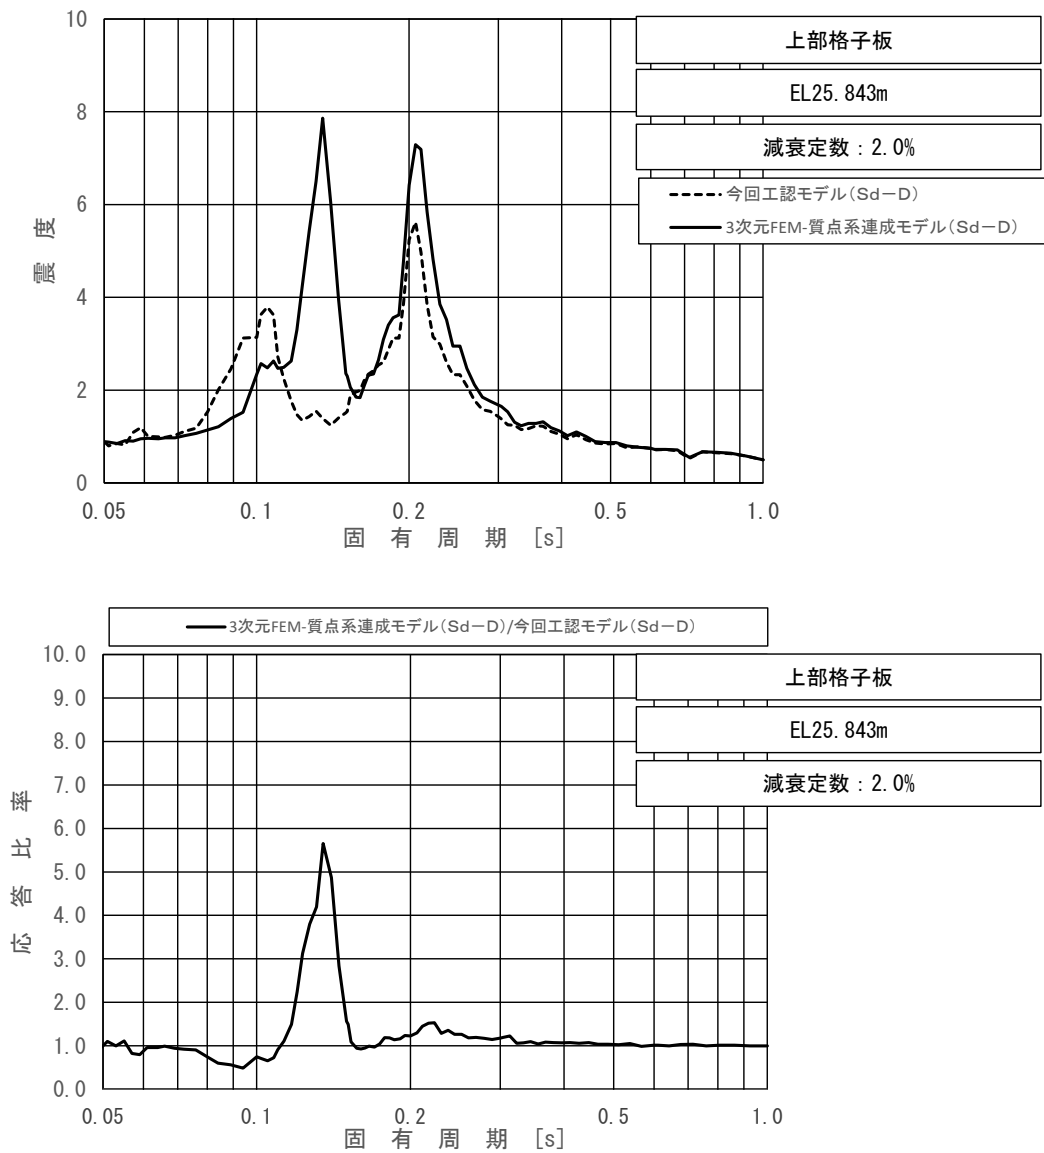 10
8
6
4
2
0
震 度
0.05 0.1 0.2 0.5 1.0
固 有 周 期 [s]
上部格子板
EL25.843m
減衰定数：2.0%
今回工認モデル(Sd－D)
3次元FEM-質点系連成モデル(Sd－D)
3次元FEM-質点系連成モデル(Sd－D)/今回工認モデル(Sd－D)
10.0
9.0
8.0
7.0
6.0
5.0
4.0
3.0
2.0
1.0
0.0
応 答 比 率
0.05 0.1 0.2 0.5 1.0
固 有 周 期 [s]
上部格子板
EL25.843m
減衰定数：2.0%